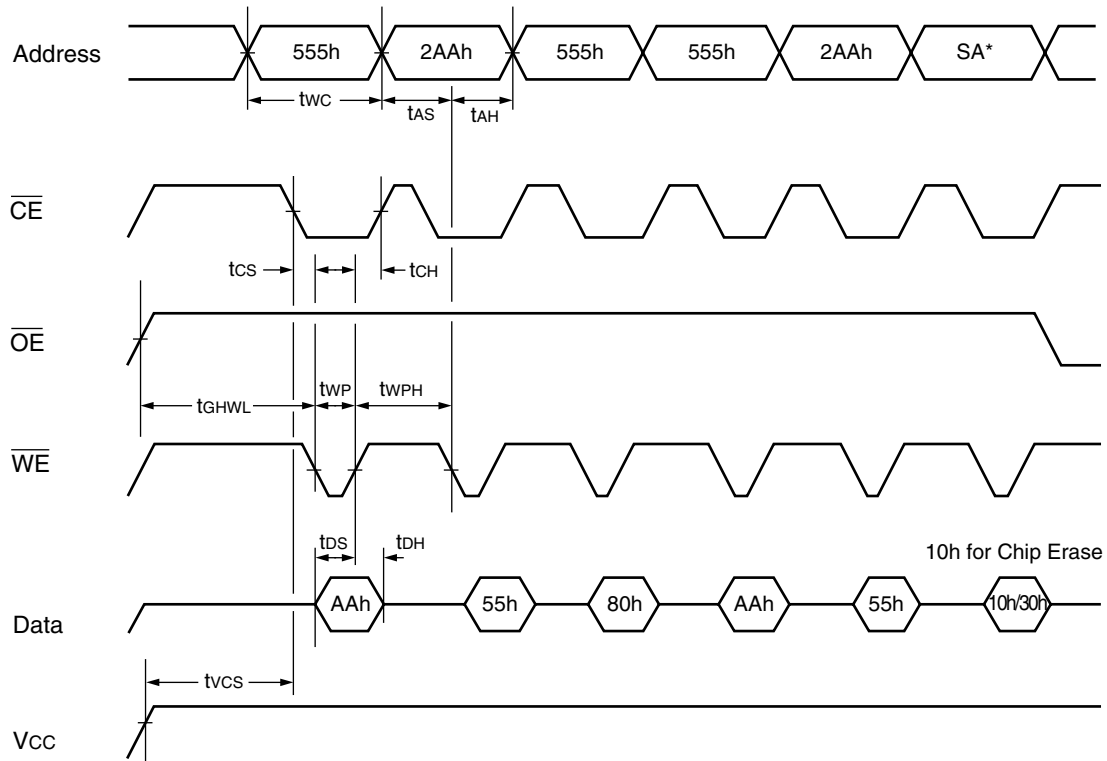 Address
555h 2AAh 555h 555h 2AAh SA*
tWC tAS tAH
CE
tCS tCH
OE
tGHWL tWP tWPH
WE
tDS tDH
10h for Chip Erase
Data
AAh 55h 80h AAh 55h 10h/30h
tVCS
VCC